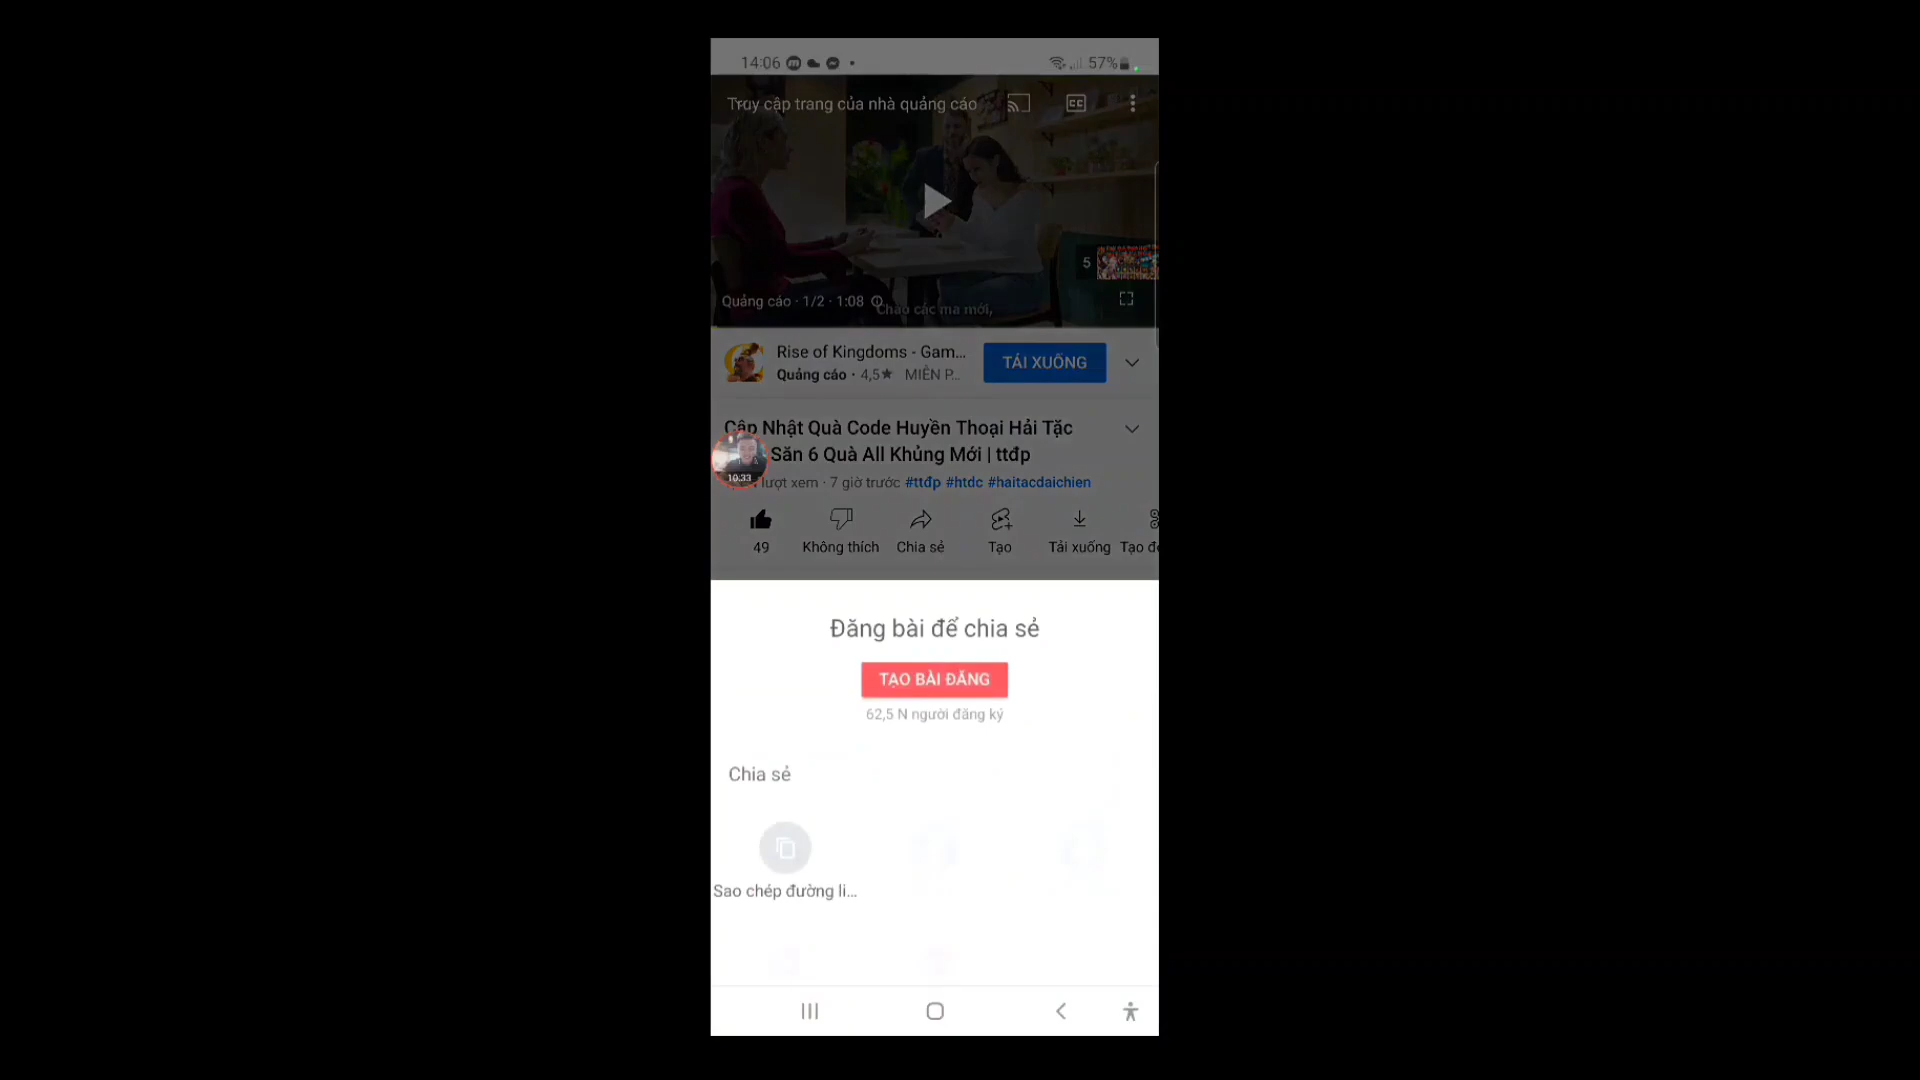 14:06
57%
Truy cập trang của nhà quảng cáo
5
Quảng cáo · 1/2 · 1:08
Chào các ma mới,
Rise of Kingdoms - Gam...
TẢI XUỐNG
Quảng cáo · 4,5★ MIỄN P...
Cập Nhật Quà Code Huyền Thoại Hải Tặc
Săn 6 Quà All Khủng Mới | ttđp
10:33
lượt xem · 7 giờ trước #ttđp #htdc #haitacdaichien
49
Không thích
Chia sẻ
Tạo
Tải xuống
Tạo
Đăng bài để chia sẻ
TẠO BÀI ĐĂNG
62,5 N người đăng ký
Chia sẻ
Sao chép đường li...